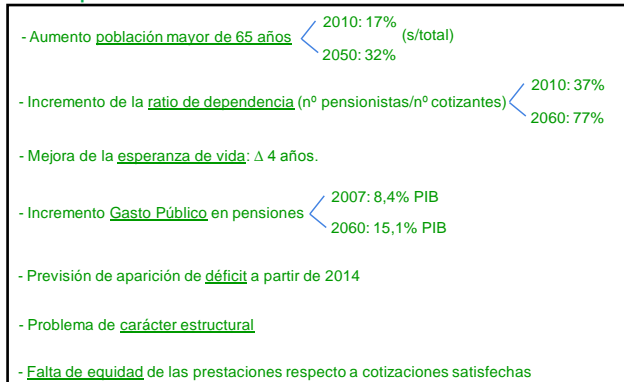 - Aumento población mayor de 65 años 2010: 17% (s/total)
2050: 32%
- Incremento de la ratio de dependencia (nº pensionistas/nº cotizantes) 2010: 37%
2060: 77%
- Mejora de la esperanza de vida: Δ 4 años.
- Incremento Gasto Público en pensiones 2007: 8,4% PIB
2060: 15,1% PIB
- Previsión de aparición de déficit a partir de 2014
- Problema de carácter estructural
- Falta de equidad de las prestaciones respecto a cotizaciones satisfechas